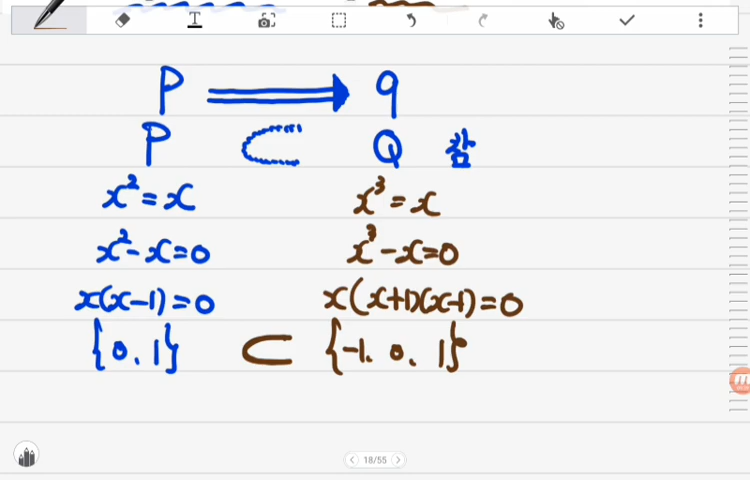 P ⟹ q
P ⊂ Q 참
x² = x x³ = x
x² - x = 0 x³ - x = 0
x(x-1) = 0 x(x+1)(x-1) = 0
{0, 1} ⊂ {-1, 0, 1}
18/55